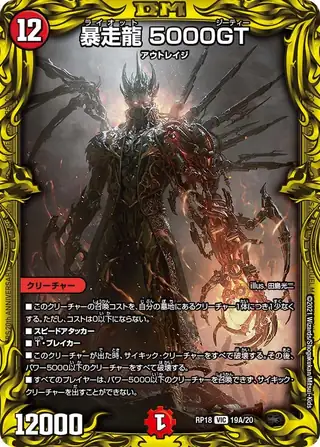 DM
12
ライオット ジーティー
暴走龍 5000GT
アウトレイジ
illus. 田島光二
クリーチャー
■このクリーチャーの召喚コストを、自分の墓地にあるクリーチャー1体につき1少なくする。ただし、コストは0以下にならない。
■スピードアタッカー
■T・ブレイカー
■このクリーチャーが出た時、サイキック・クリーチャーをすべて破壊する。その後、パワー5000以下のクリーチャーをすべて破壊する。
■すべてのプレイヤーは、パワー5000以下のクリーチャーを召喚できず、サイキック・クリーチャーを出すことができない。
12000
1
RP18 VIC 19A/20